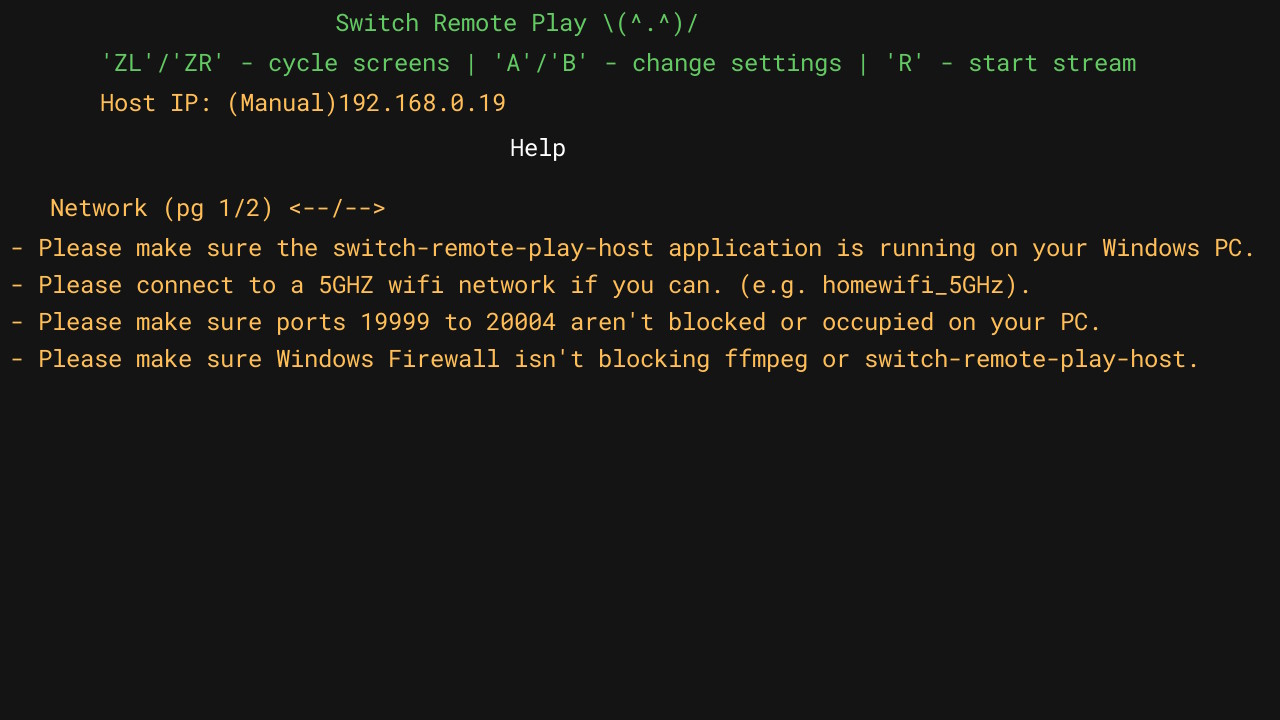 Switch Remote Play \(^.^)/
'ZL'/'ZR' - cycle screens | 'A'/'B' - change settings | 'R' - start stream
Host IP: (Manual)192.168.0.19
Help
Network (pg 1/2) <--/-->
- Please make sure the switch-remote-play-host application is running on your Windows PC.
- Please connect to a 5GHZ wifi network if you can. (e.g. homewifi_5GHz).
- Please make sure ports 19999 to 20004 aren't blocked or occupied on your PC.
- Please make sure Windows Firewall isn't blocking ffmpeg or switch-remote-play-host.